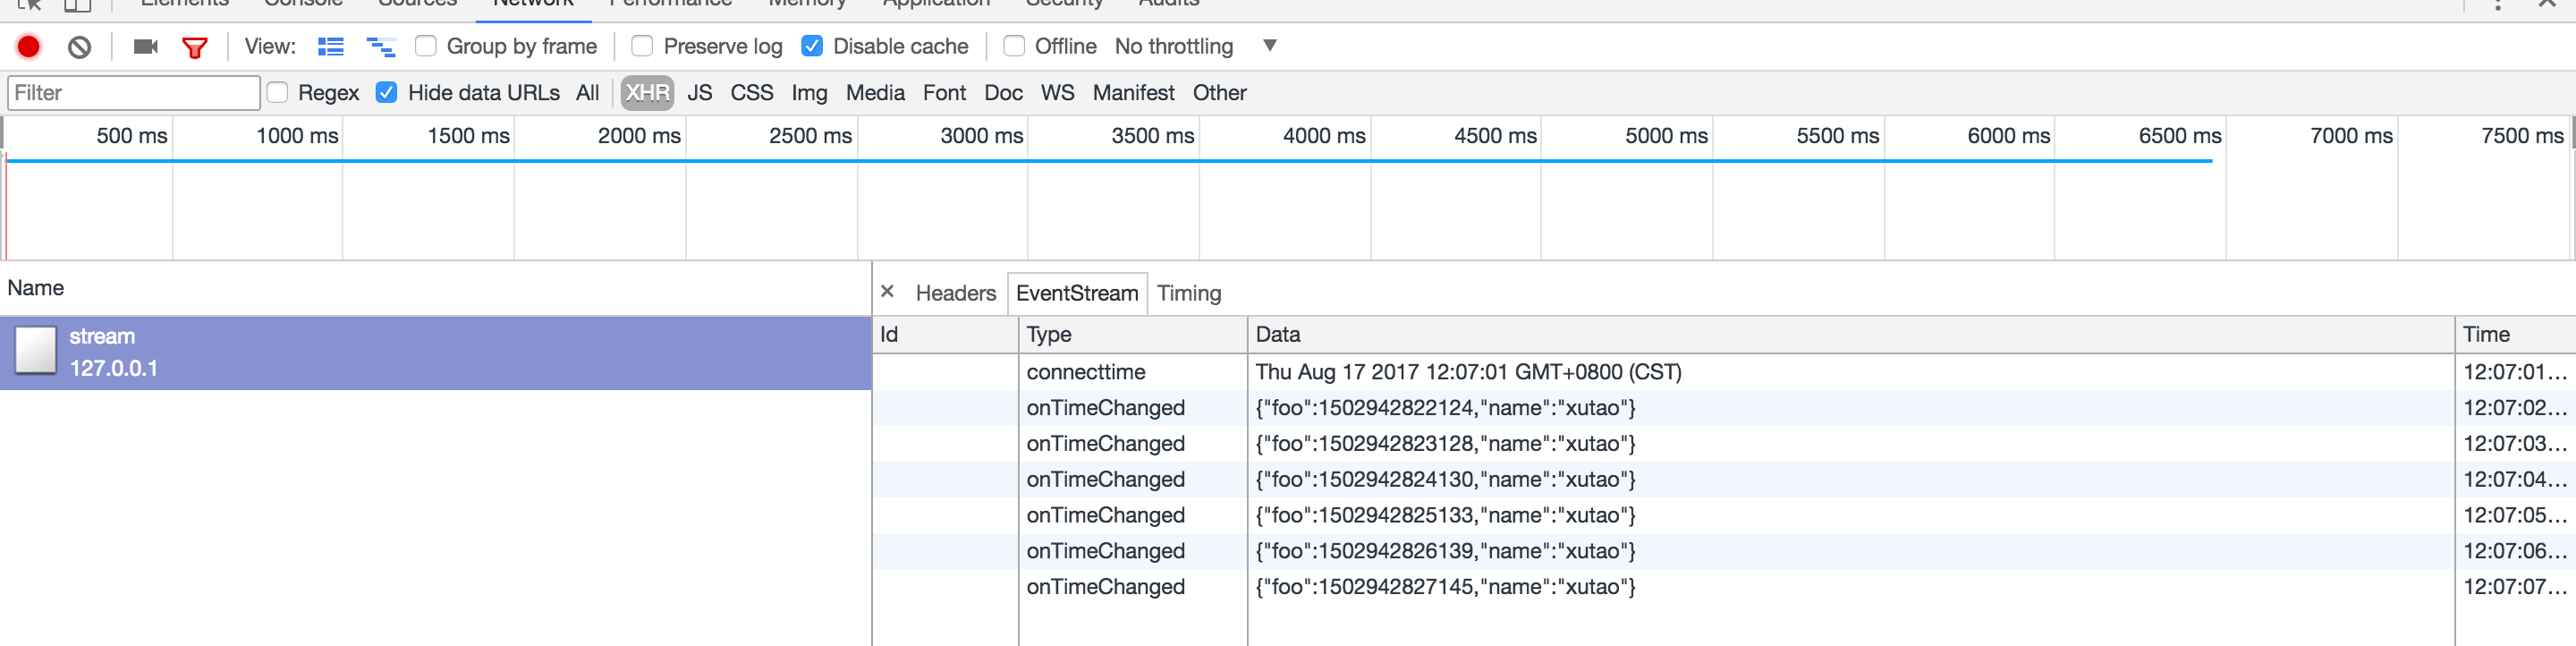 Elements Console Sources Network Performance Memory Application Security Audits
View: Group by frame Preserve log Disable cache Offline No throttling
Filter Regex Hide data URLs All XHR JS CSS Img Media Font Doc WS Manifest Other
500 ms 1000 ms 1500 ms 2000 ms 2500 ms 3000 ms 3500 ms 4000 ms 4500 ms 5000 ms 5500 ms 6000 ms 6500 ms 7000 ms 7500 ms
Name
stream
127.0.0.1
× Headers EventStream Timing
Id Type Data Time
connecttime Thu Aug 17 2017 12:07:01 GMT+0800 (CST) 12:07:01...
onTimeChanged {"foo":1502942822124,"name":"xutao"} 12:07:02...
onTimeChanged {"foo":1502942823128,"name":"xutao"} 12:07:03...
onTimeChanged {"foo":1502942824130,"name":"xutao"} 12:07:04...
onTimeChanged {"foo":1502942825133,"name":"xutao"} 12:07:05...
onTimeChanged {"foo":1502942826139,"name":"xutao"} 12:07:06...
onTimeChanged {"foo":1502942827145,"name":"xutao"} 12:07:07...